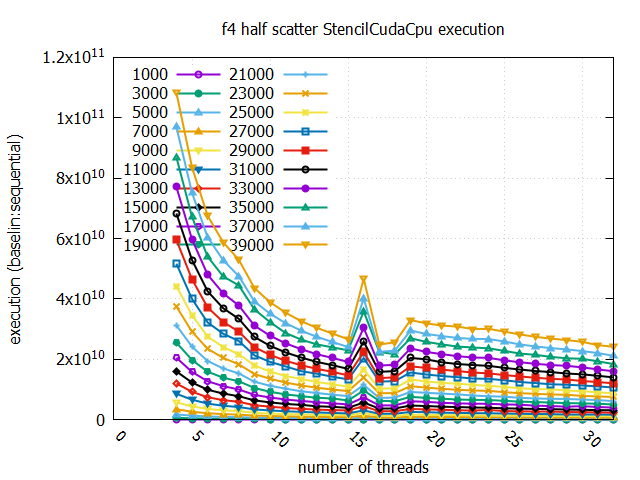 f4 half scatter StencilCudaCpu execution
1.2x10^11
1x10^11
8x10^10
6x10^10
4x10^10
2x10^10
0
execution (baselin:sequential)
1000 21000
3000 23000
5000 25000
7000 27000
9000 29000
11000 31000
13000 33000
15000 35000
17000 37000
19000 39000
0 5 10 15 20 25 30
number of threads